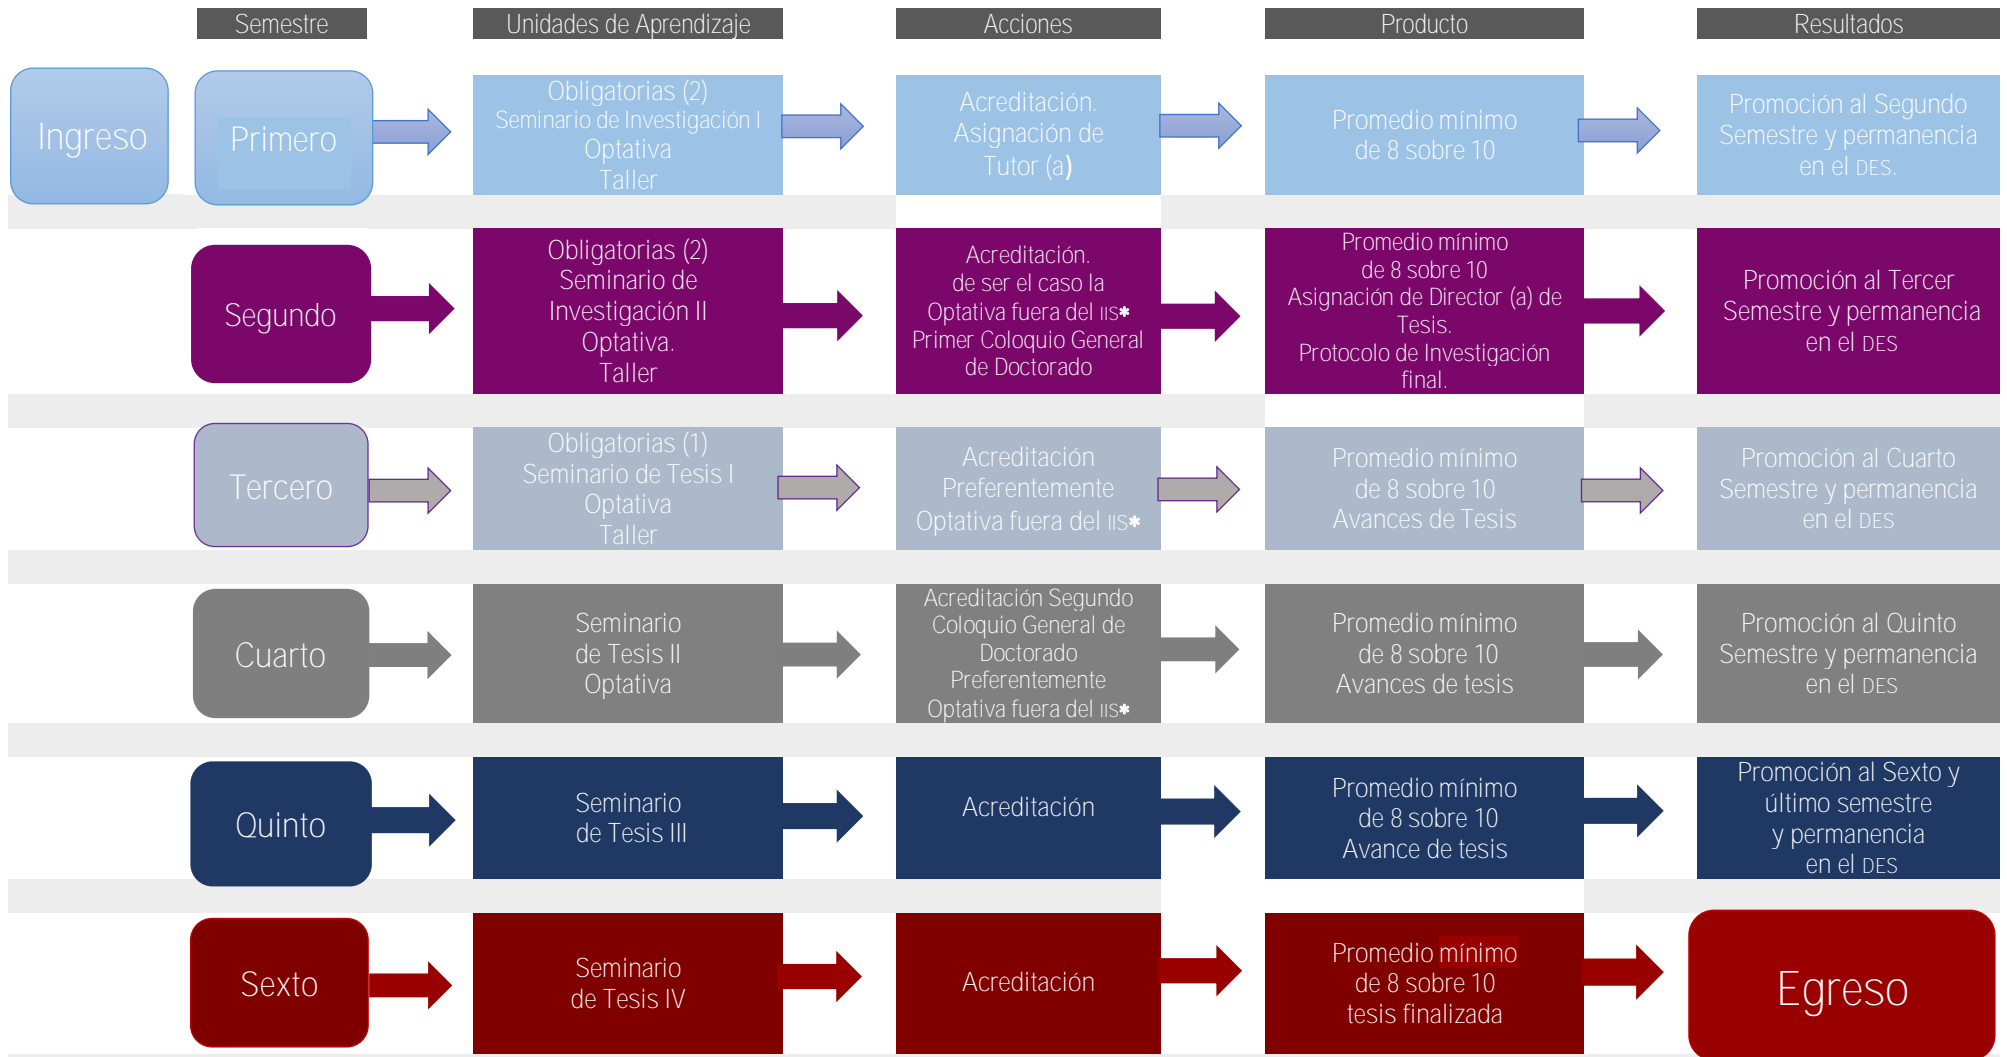 Semestre
Unidades de Aprendizaje
Acciones
Producto
Resultados
Ingreso
Primero
Obligatorias (2)
Seminario de Investigación I
Optativa
Taller
Acreditación.
Asignación de
Tutor (a)
Promedio mínimo
de 8 sobre 10
Promoción al Segundo
Semestre y permanencia
en el DES.
Segundo
Obligatorias (2)
Seminario de
Investigación II
Optativa.
Taller
Acreditación.
de ser el caso la
Optativa fuera del IIS*
Primer Coloquio General
de Doctorado
Promedio mínimo
de 8 sobre 10
Asignación de Director (a) de
Tesis.
Protocolo de Investigación
final.
Promoción al Tercer
Semestre y permanencia
en el DES
Tercero
Obligatorias (1)
Seminario de Tesis I
Optativa
Taller
Acreditación
Preferentemente
Optativa fuera del IIS*
Promedio mínimo
de 8 sobre 10
Avances de Tesis
Promoción al Cuarto
Semestre y permanencia
en el DES
Cuarto
Seminario
de Tesis II
Optativa
Acreditación Segundo
Coloquio General de
Doctorado
Preferentemente
Optativa fuera del IIS*
Promedio mínimo
de 8 sobre 10
Avances de tesis
Promoción al Quinto
Semestre y permanencia
en el DES
Quinto
Seminario
de Tesis III
Acreditación
Promedio mínimo
de 8 sobre 10
Avance de tesis
Promoción al Sexto y
último semestre
y permanencia
en el DES
Sexto
Seminario
de Tesis IV
Acreditación
Promedio mínimo
de 8 sobre 10
tesis finalizada
Egreso